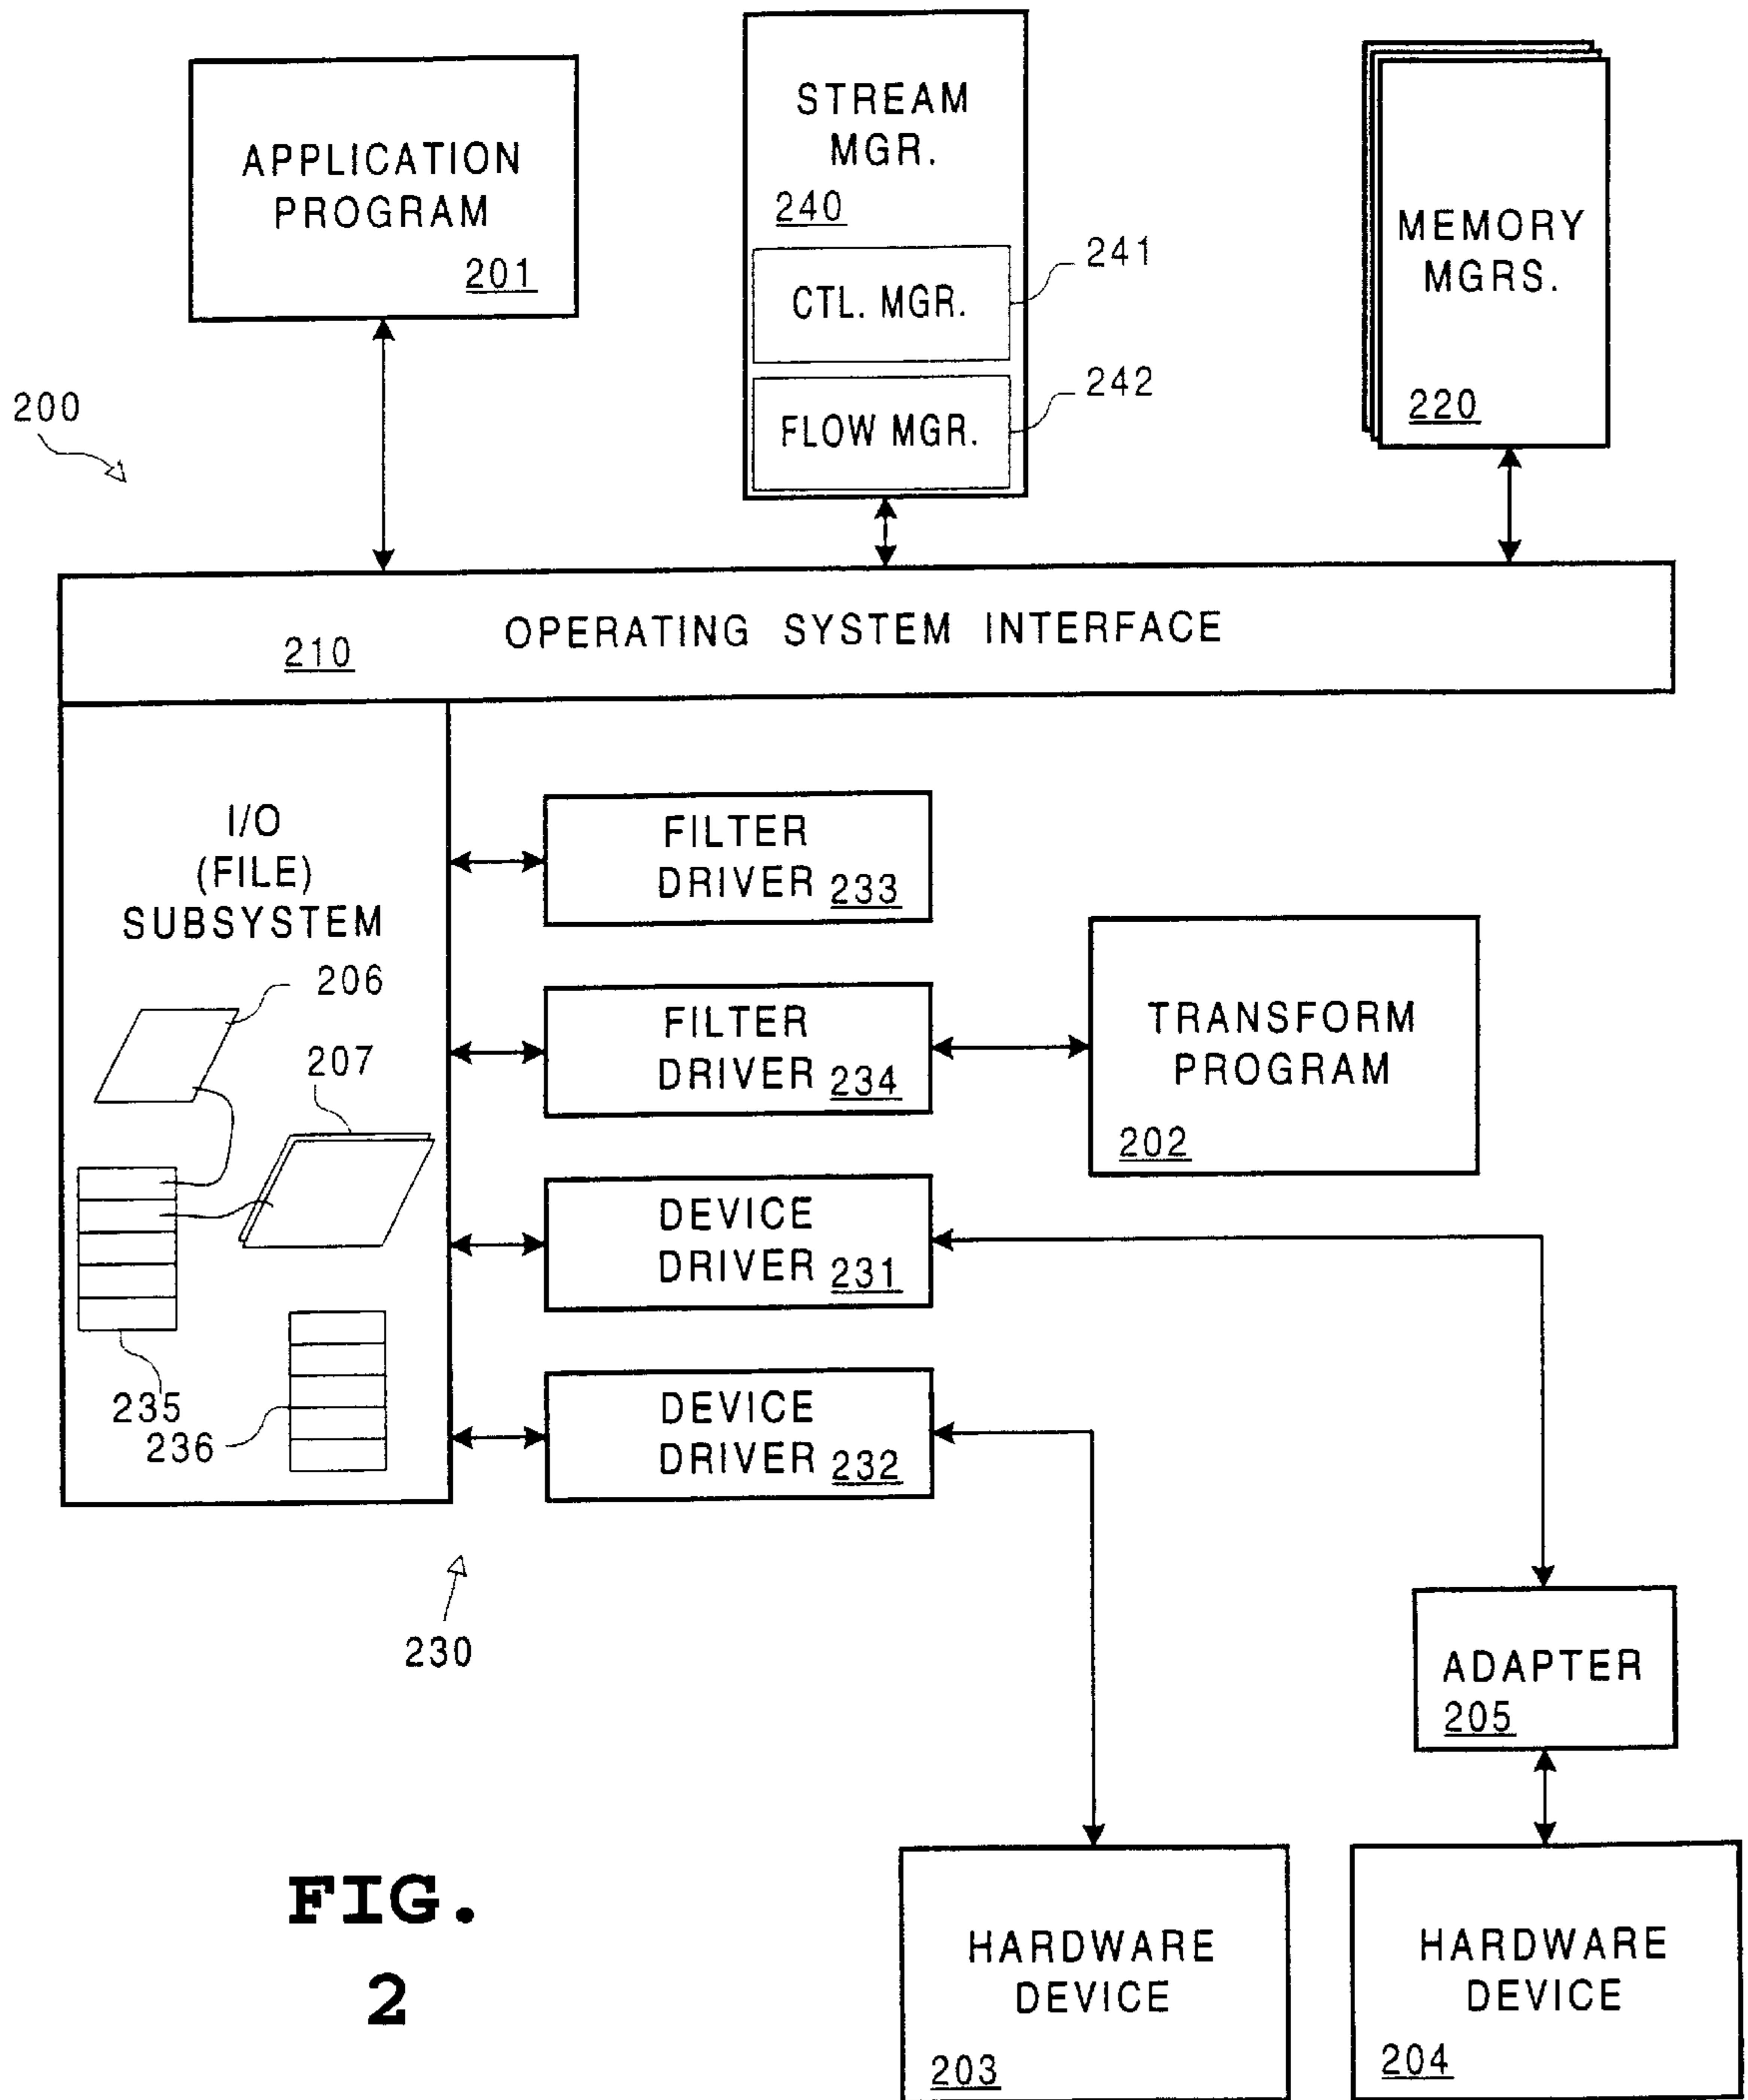 APPLICATION
PROGRAM
201
STREAM
MGR.
240
CTL. MGR.
241
FLOW MGR.
242
MEMORY
MGRS.
220
200
OPERATING SYSTEM INTERFACE
210
I/O
(FILE)
SUBSYSTEM
206
207
235
236
FILTER
DRIVER 233
FILTER
DRIVER 234
TRANSFORM
PROGRAM
202
DEVICE
DRIVER 231
DEVICE
DRIVER 232
230
ADAPTER
205
HARDWARE
DEVICE
203
HARDWARE
DEVICE
204
FIG.
2